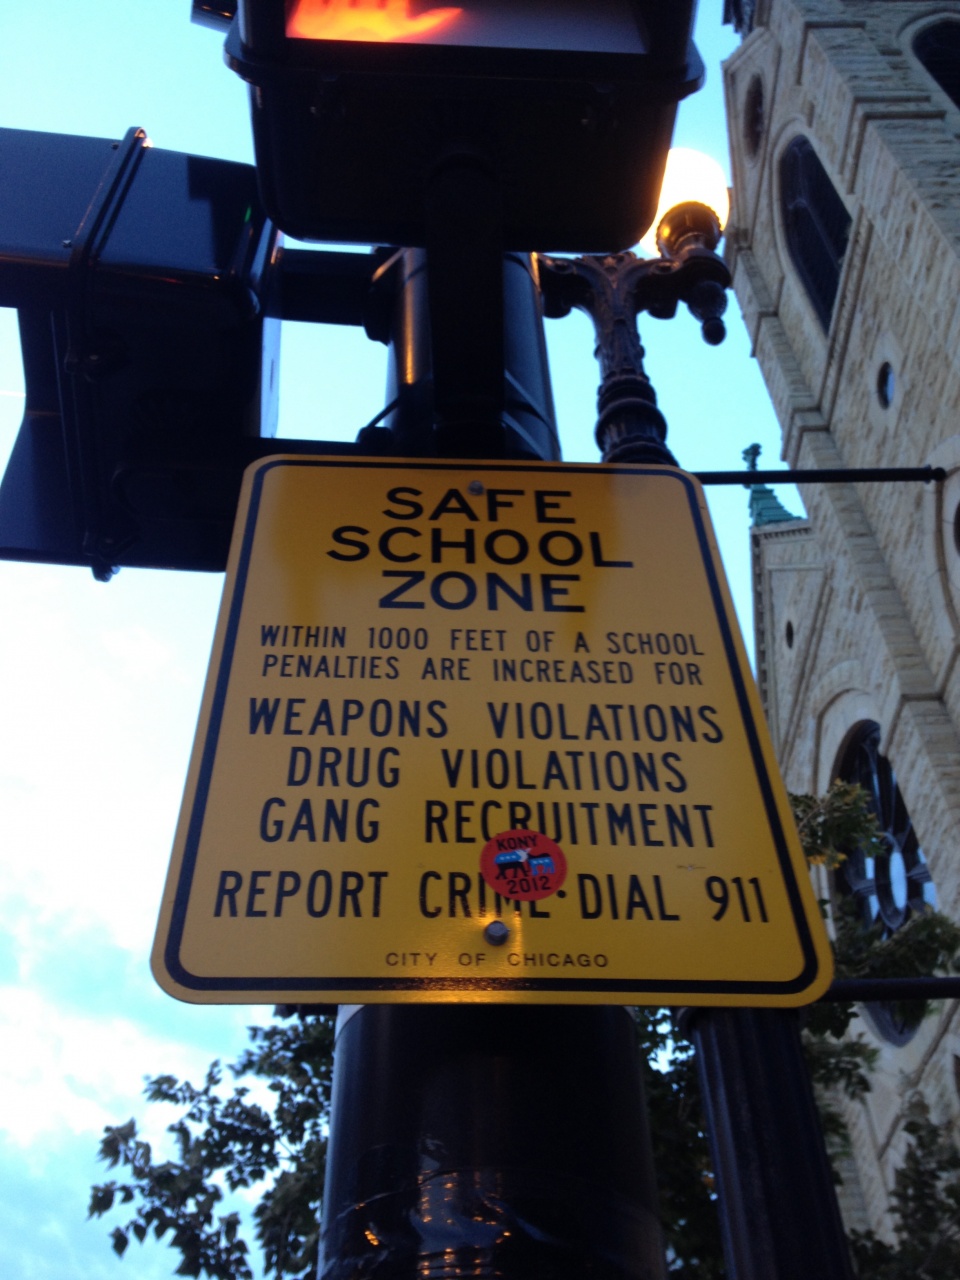 SAFE
SCHOOL
ZONE
WITHIN 1000 FEET OF A SCHOOL
PENALTIES ARE INCREASED FOR
WEAPONS VIOLATIONS
DRUG VIOLATIONS
GANG RECRUITMENT
KONY
2012
REPORT CRIME · DIAL 911
CITY OF CHICAGO